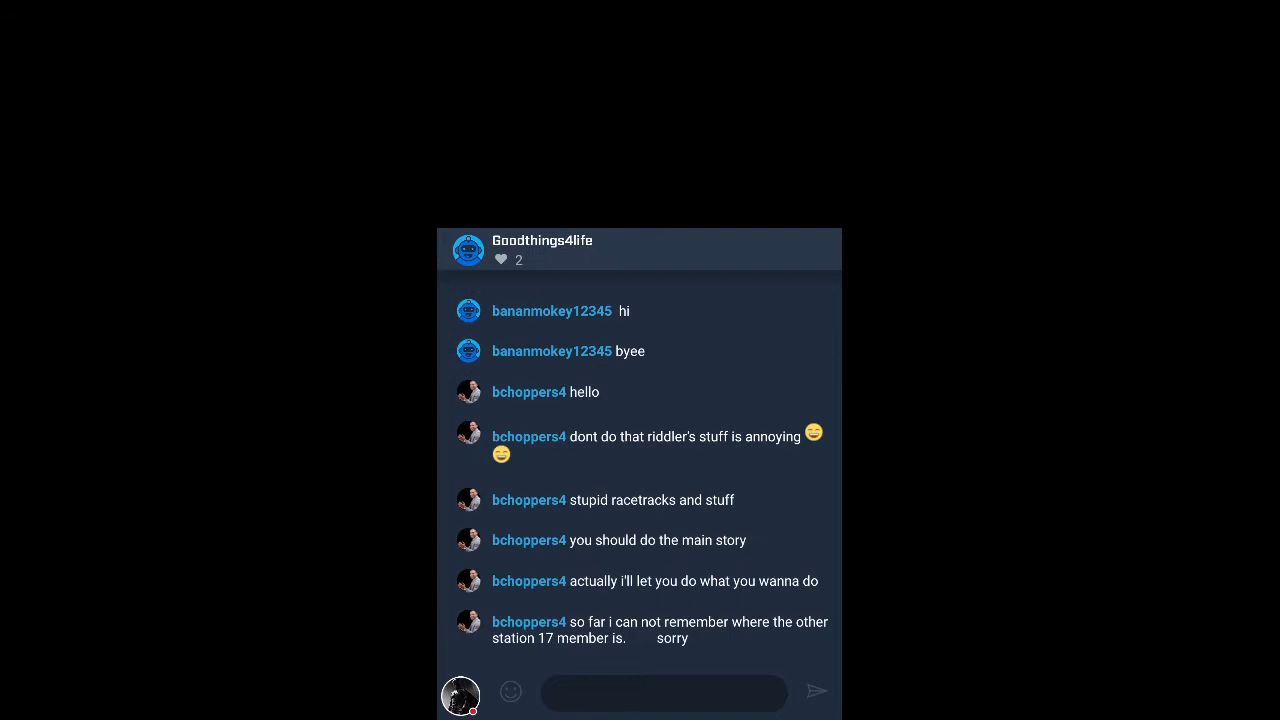 Goodthings4life
2
bananmokey12345 hi
bananmokey12345 byee
bchoppers4 hello
bchoppers4 dont do that riddler's stuff is annoying 😄
😄
bchoppers4 stupid racetracks and stuff
bchoppers4 you should do the main story
bchoppers4 actually i'll let you do what you wanna do
bchoppers4 so far i can not remember where the other
station 17 member is. sorry